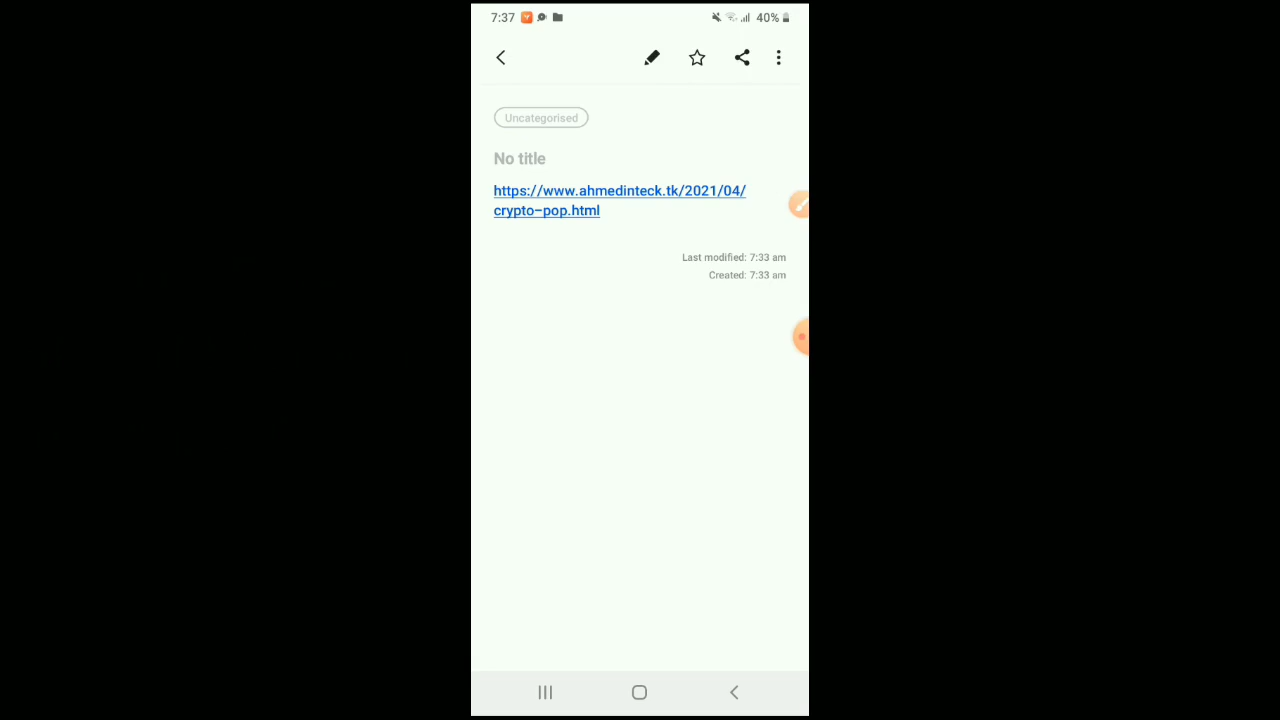 7:37 40%
Uncategorised
No title
https://www.ahmedinteck.tk/2021/04/
crypto-pop.html
Last modified: 7:33 am
Created: 7:33 am